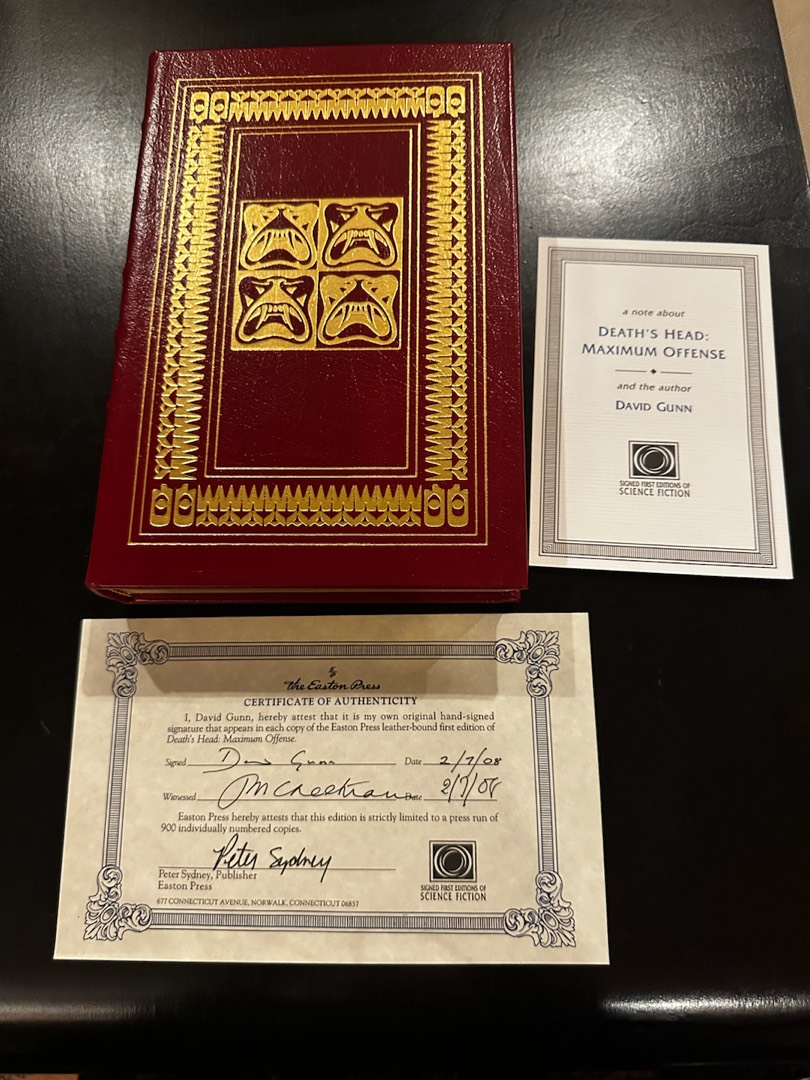 a note about
DEATH'S HEAD:
MAXIMUM OFFENSE
and the author
DAVID GUNN
SIGNED FIRST EDITIONS OF
SCIENCE FICTION
The Easton Press
CERTIFICATE OF AUTHENTICITY
I, David Gunn, hereby attest that it is my own original hand-signed
signature that appears in each copy of the Easton Press leather-bound first edition of
Death's Head: Maximum Offense.
Signed Date 2/7/08
Witnessed Date 2/7/08
Easton Press hereby attests that this edition is strictly limited to a press run of
900 individually numbered copies.
Peter Sydney
Peter Sydney, Publisher
Easton Press
SIGNED FIRST EDITIONS OF
SCIENCE FICTION
677 CONNECTICUT AVENUE, NORWALK, CONNECTICUT 06857